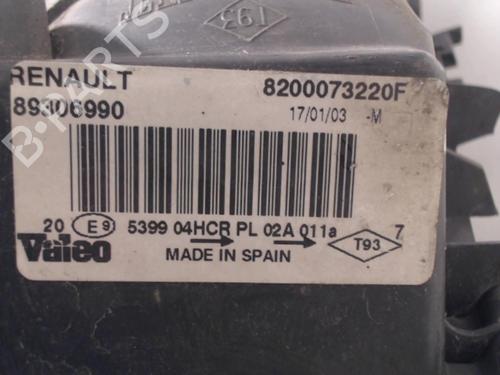 193
RENAULT 8200073220F
89306990 17/01/03 -M
20 E9 5399 04HCR PL 02A 011a 7
Valeo MADE IN SPAIN T93
B-PARTS